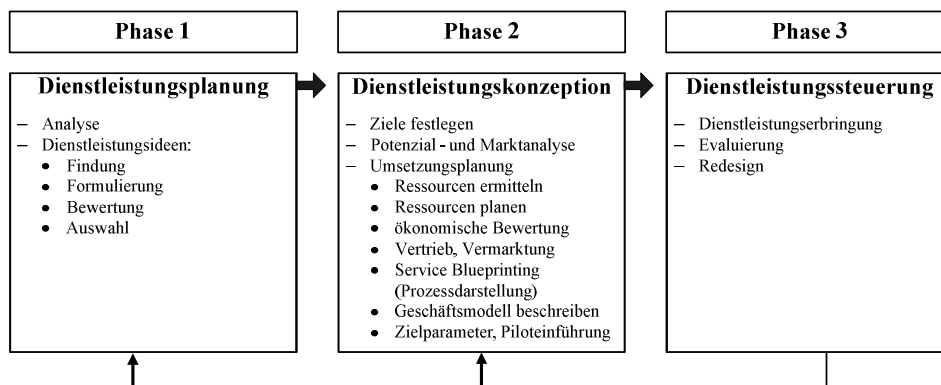 Phase 1
Phase 2
Phase 3
Dienstleistungsplanung
– Analyse
– Dienstleistungsideen:
• Findung
• Formulierung
• Bewertung
• Auswahl
Dienstleistungskonzeption
– Ziele festlegen
– Potenzial - und Marktanalyse
– Umsetzungsplanung
• Ressourcen ermitteln
• Ressourcen planen
• ökonomische Bewertung
• Vertrieb, Vermarktung
• Service Blueprinting
(Prozessdarstellung)
• Geschäftsmodell beschreiben
• Zielparameter, Piloteinführung
Dienstleistungssteuerung
– Dienstleistungserbringung
– Evaluierung
– Redesign